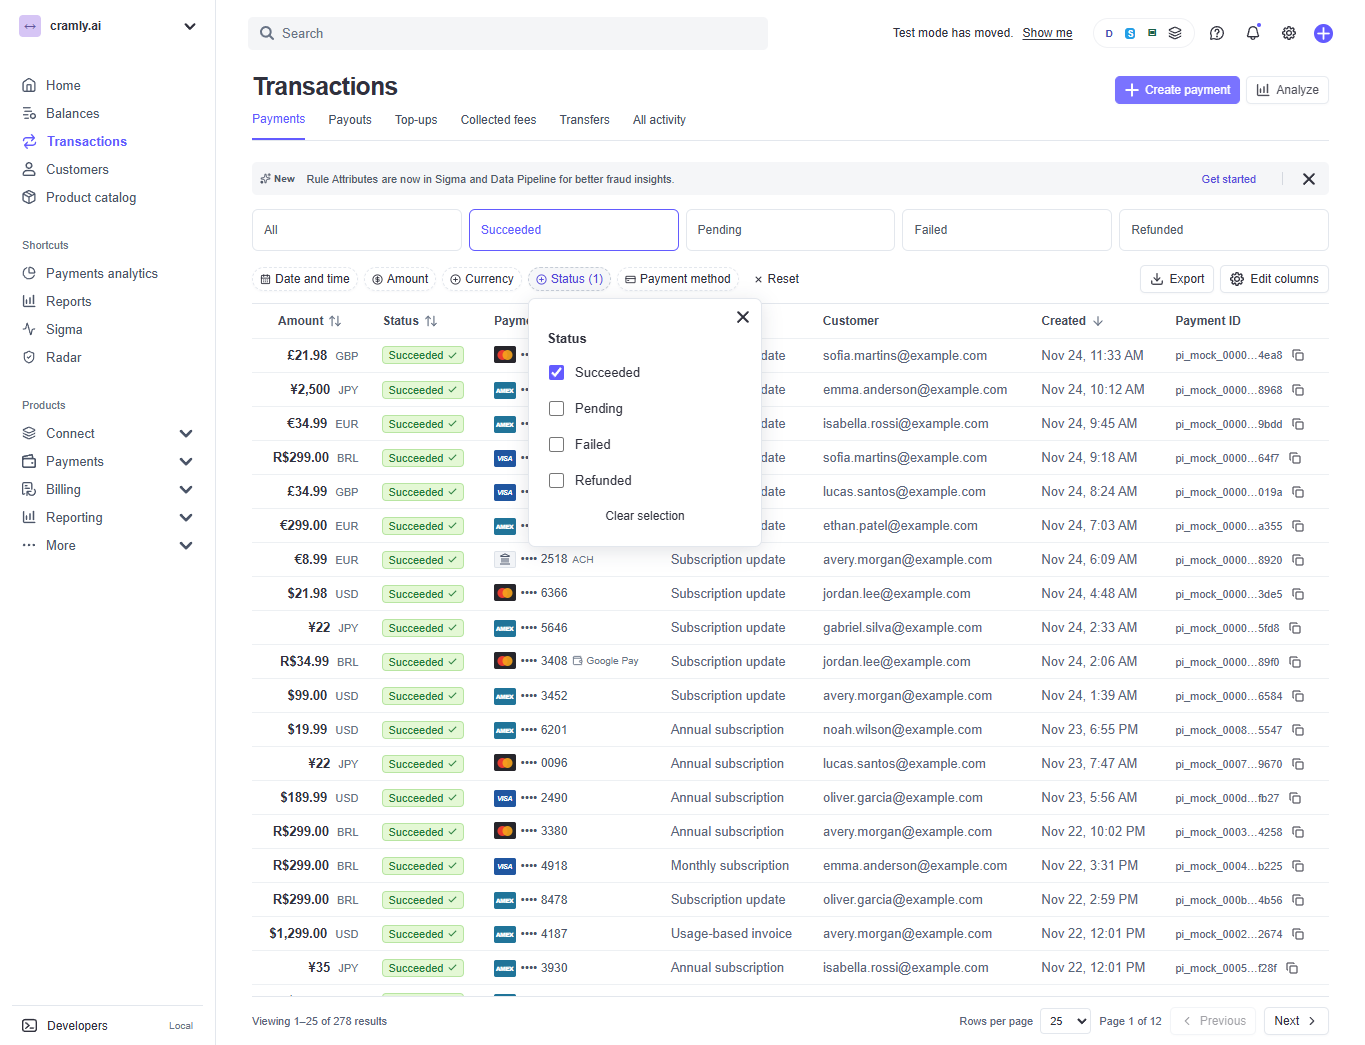 cramly.ai
Search
Test mode has moved. Show me
Home
Balances
Transactions
Customers
Product catalog
Shortcuts
Payments analytics
Reports
Sigma
Radar
Products
Connect
Payments
Billing
Reporting
More
Developers Local
Transactions
Create payment Analyze
Payments Payouts Top-ups Collected fees Transfers All activity
New Rule Attributes are now in Sigma and Data Pipeline for better fraud insights. Get started
All Succeeded Pending Failed Refunded
Date and time Amount Currency Status (1) Payment method Reset Export Edit columns
Amount Status Customer Created Payment ID
Status
Succeeded
Pending
Failed
Refunded
Clear selection
£21.98 GBP Succeeded date sofia.martins@example.com Nov 24, 11:33 AM pi_mock_0000...4ea8
¥2,500 JPY Succeeded AMEX date emma.anderson@example.com Nov 24, 10:12 AM pi_mock_0000...8968
€34.99 EUR Succeeded AMEX date isabella.rossi@example.com Nov 24, 9:45 AM pi_mock_0000...9bdd
R$299.00 BRL Succeeded VISA date sofia.martins@example.com Nov 24, 9:18 AM pi_mock_0000...64f7
£34.99 GBP Succeeded VISA date lucas.santos@example.com Nov 24, 8:24 AM pi_mock_0000...019a
€299.00 EUR Succeeded AMEX date ethan.patel@example.com Nov 24, 7:03 AM pi_mock_0000...a355
€8.99 EUR Succeeded •••• 2518 ACH Subscription update avery.morgan@example.com Nov 24, 6:09 AM pi_mock_0000...8920
$21.98 USD Succeeded •••• 6366 Subscription update jordan.lee@example.com Nov 24, 4:48 AM pi_mock_0000...3de5
¥22 JPY Succeeded AMEX •••• 5646 Subscription update gabriel.silva@example.com Nov 24, 2:33 AM pi_mock_0000...5fd8
R$34.99 BRL Succeeded •••• 3408 Google Pay Subscription update jordan.lee@example.com Nov 24, 2:06 AM pi_mock_0000...89f0
$99.00 USD Succeeded AMEX •••• 3452 Subscription update avery.morgan@example.com Nov 24, 1:39 AM pi_mock_0000...6584
$19.99 USD Succeeded AMEX •••• 6201 Annual subscription noah.wilson@example.com Nov 23, 6:55 PM pi_mock_0008...5547
¥22 JPY Succeeded •••• 0096 Annual subscription lucas.santos@example.com Nov 23, 7:47 AM pi_mock_0007...9670
$189.99 USD Succeeded VISA •••• 2490 Annual subscription oliver.garcia@example.com Nov 23, 5:56 AM pi_mock_000d...fb27
R$299.00 BRL Succeeded •••• 3380 Annual subscription avery.morgan@example.com Nov 22, 10:02 PM pi_mock_0003...4258
R$299.00 BRL Succeeded VISA •••• 4918 Monthly subscription emma.anderson@example.com Nov 22, 3:31 PM pi_mock_0004...b225
R$299.00 BRL Succeeded AMEX •••• 8478 Subscription update oliver.garcia@example.com Nov 22, 2:59 PM pi_mock_000b...4b56
$1,299.00 USD Succeeded AMEX •••• 4187 Usage-based invoice avery.morgan@example.com Nov 22, 12:01 PM pi_mock_0002...2674
¥35 JPY Succeeded AMEX •••• 3930 Annual subscription isabella.rossi@example.com Nov 22, 12:01 PM pi_mock_0005...f28f
Viewing 1–25 of 278 results Rows per page 25 Page 1 of 12 Previous Next